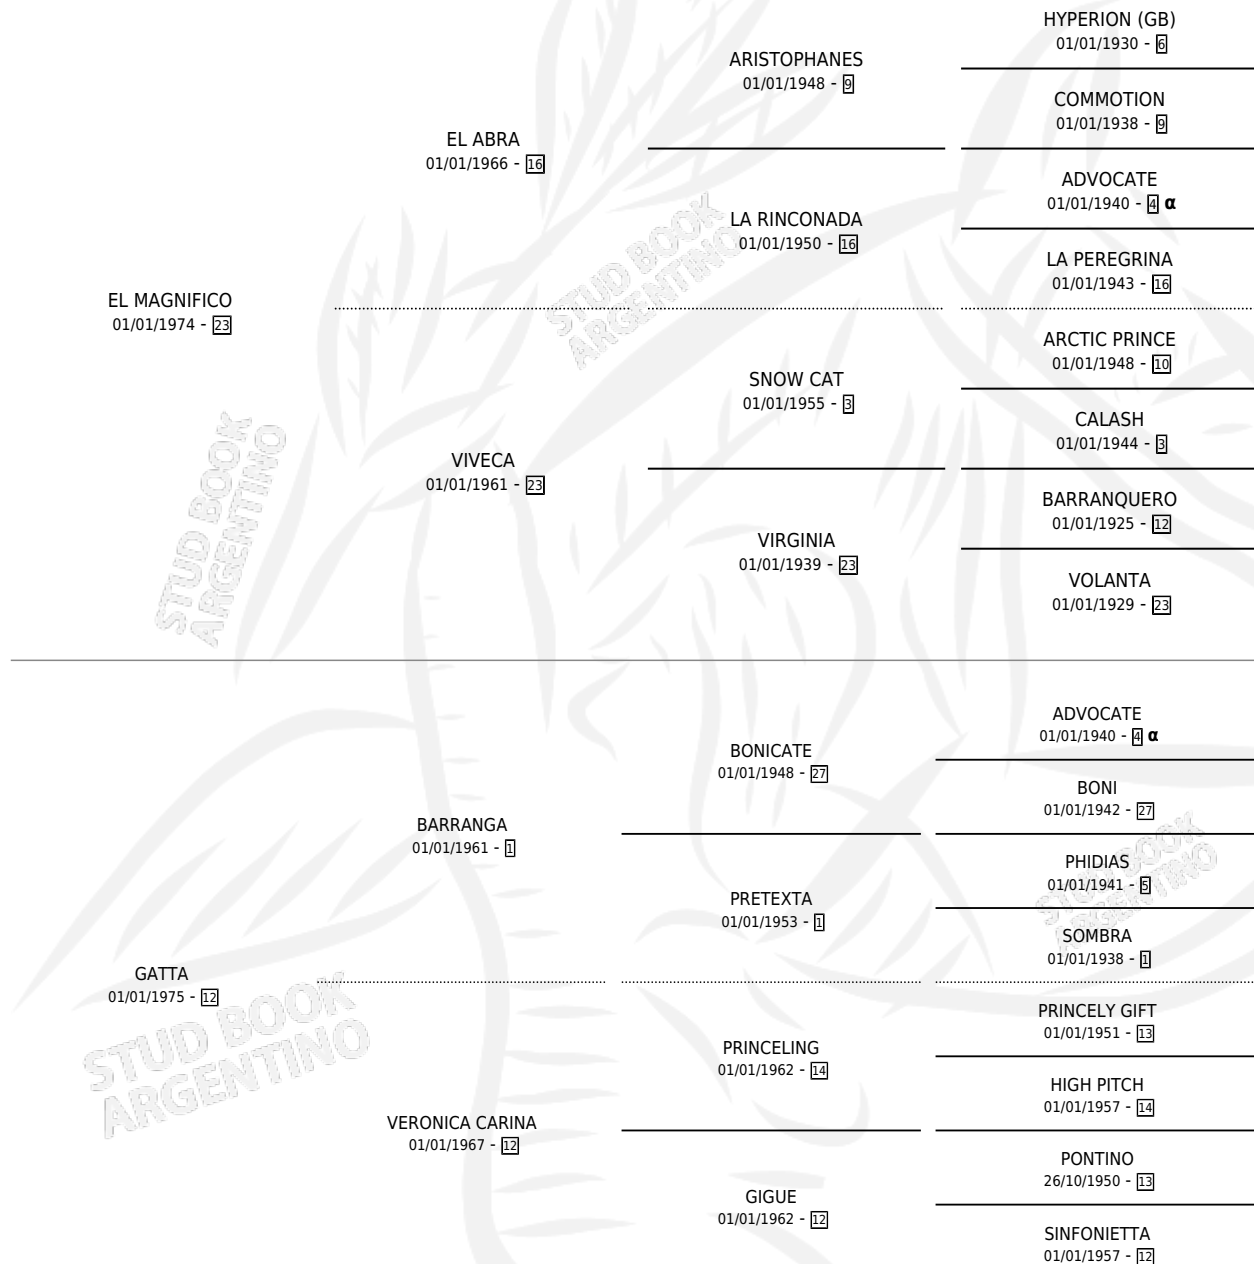 HYPERION (GB)
01/01/1930 - 6
ARISTOPHANES
01/01/1948 - 9
COMMOTION
01/01/1938 - 9
EL ABRA
01/01/1966 - 16
ADVOCATE
01/01/1940 - 4 α
LA RINCONADA
01/01/1950 - 16
LA PEREGRINA
01/01/1943 - 16
EL MAGNIFICO
01/01/1974 - 23
ARCTIC PRINCE
01/01/1948 - 10
SNOW CAT
01/01/1955 - 3
CALASH
01/01/1944 - 3
VIVECA
01/01/1961 - 23
BARRANQUERO
01/01/1925 - 12
VIRGINIA
01/01/1939 - 23
VOLANTA
01/01/1929 - 23
ADVOCATE
01/01/1940 - 4 α
BONICATE
01/01/1948 - 27
BONI
01/01/1942 - 27
BARRANGA
01/01/1961 - 1
PHIDIAS
01/01/1941 - 5
PRETEXTA
01/01/1953 - 1
SOMBRA
01/01/1938 - 1
GATTA
01/01/1975 - 12
PRINCELY GIFT
01/01/1951 - 13
PRINCELING
01/01/1962 - 14
HIGH PITCH
01/01/1957 - 14
VERONICA CARINA
01/01/1967 - 12
PONTINO
26/10/1950 - 13
GIGUE
01/01/1962 - 12
SINFONIETTA
01/01/1957 - 12
STUD BOOK
ARGENTINO
STUD BOOK
ARGENTINO
STUD BOOK
ARGENTINO
STUD BOOK
ARGENTINO